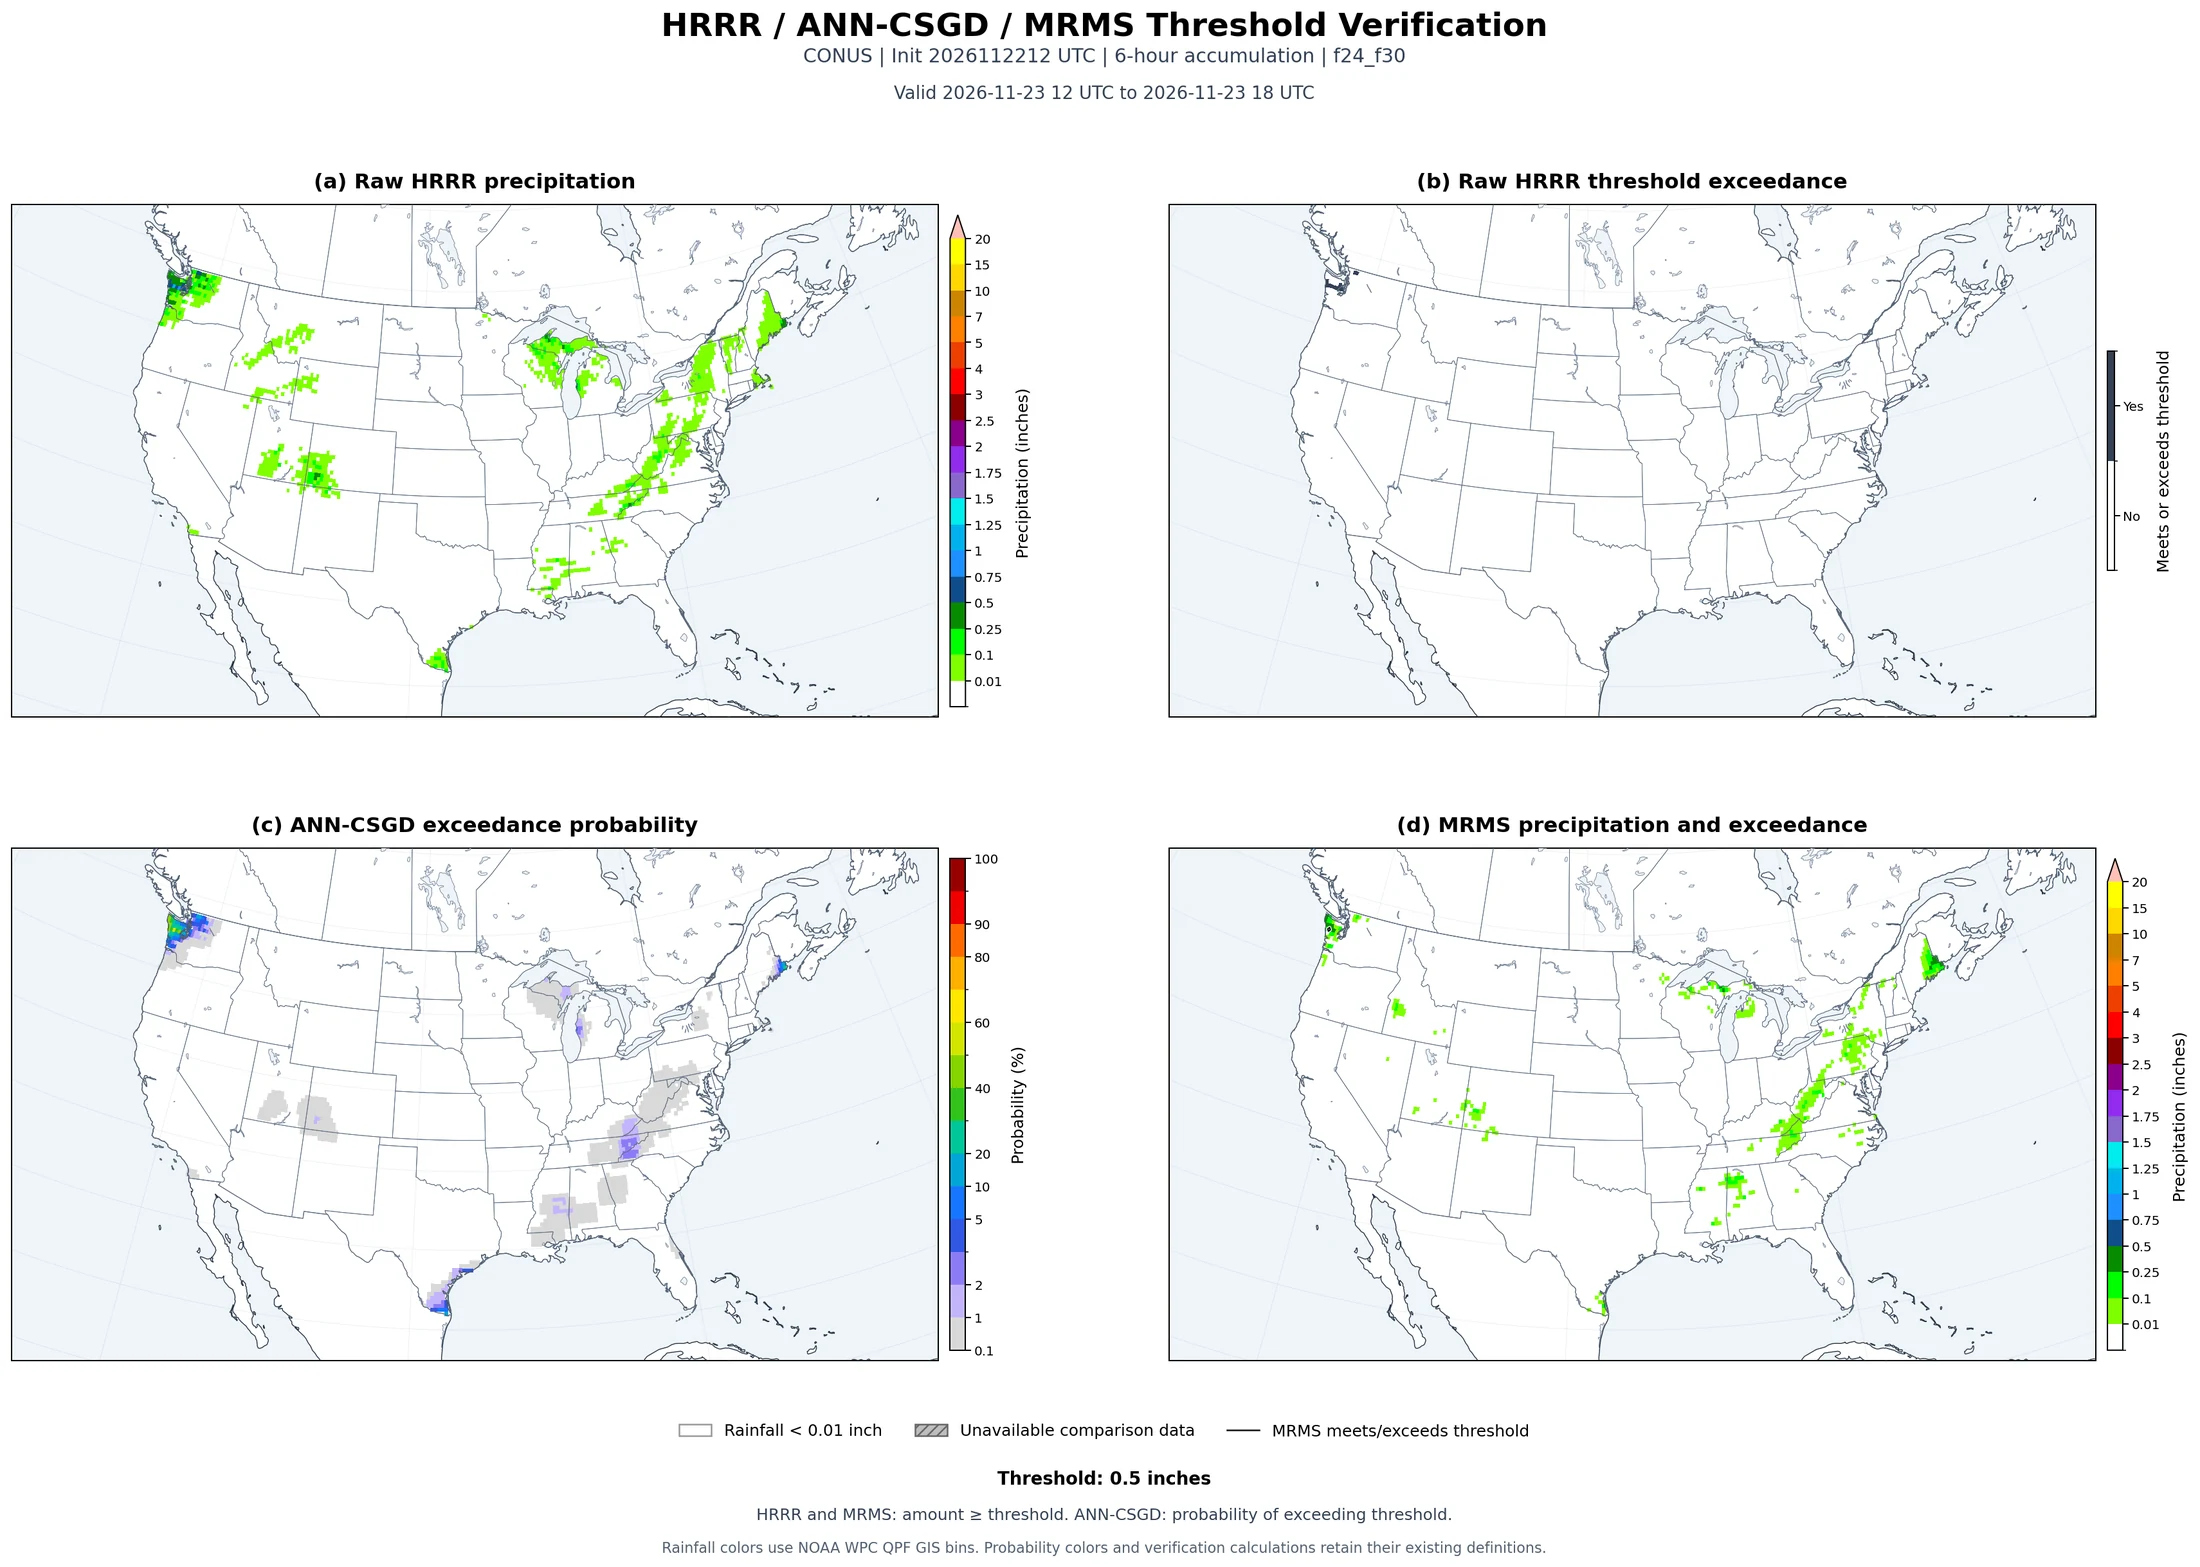 HRRR / ANN-CSGD / MRMS Threshold Verification
CONUS | Init 2026112212 UTC | 6-hour accumulation | f24_f30
Valid 2026-11-23 12 UTC to 2026-11-23 18 UTC
(a) Raw HRRR precipitation
20
15
10
7
5
4
3
2.5
2
1.75
1.5
1.25
1
0.75
0.5
0.25
0.1
0.01
Precipitation (inches)
(b) Raw HRRR threshold exceedance
Yes
No
Meets or exceeds threshold
(c) ANN-CSGD exceedance probability
100
90
80
60
40
20
10
5
2
1
0.1
Probability (%)
(d) MRMS precipitation and exceedance
20
15
10
7
5
4
3
2.5
2
1.75
1.5
1.25
1
0.75
0.5
0.25
0.1
0.01
Precipitation (inches)
Rainfall < 0.01 inch
Unavailable comparison data
MRMS meets/exceeds threshold
Threshold: 0.5 inches
HRRR and MRMS: amount ≥ threshold. ANN-CSGD: probability of exceeding threshold.
Rainfall colors use NOAA WPC QPF GIS bins. Probability colors and verification calculations retain their existing definitions.